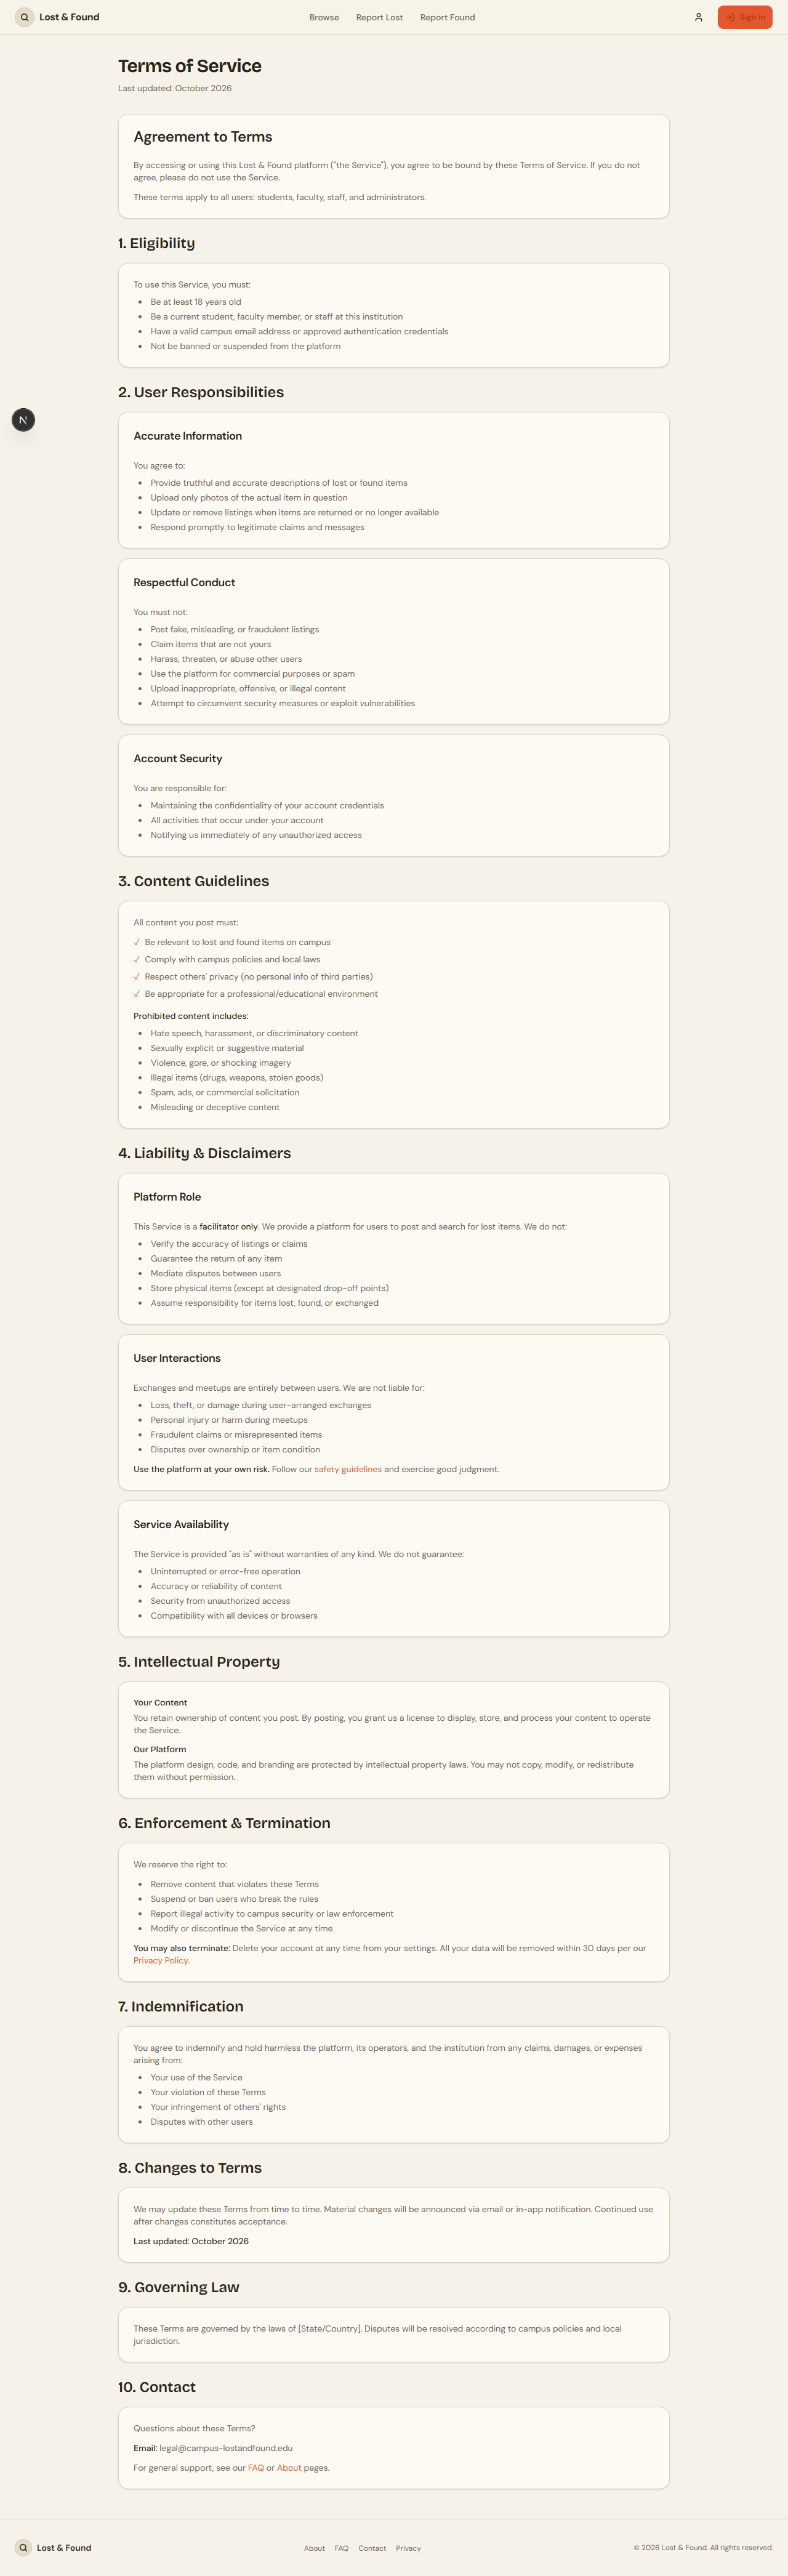 Lost & Found
Browse
Report Lost
Report Found
Sign in
Terms of Service
Last updated: October 2026
Agreement to Terms
By accessing or using this Lost & Found platform ("the Service"), you agree to be bound by these Terms of Service. If you do not
agree, please do not use the Service.
These terms apply to all users: students, faculty, staff, and administrators.
1. Eligibility
To use this Service, you must:
• Be at least 18 years old
• Be a current student, faculty member, or staff at this institution
• Have a valid campus email address or approved authentication credentials
• Not be banned or suspended from the platform
2. User Responsibilities
N
Accurate Information
You agree to:
• Provide truthful and accurate descriptions of lost or found items
• Upload only photos of the actual item in question
• Update or remove listings when items are returned or no longer available
• Respond promptly to legitimate claims and messages
Respectful Conduct
You must not:
• Post fake, misleading, or fraudulent listings
• Claim items that are not yours
• Harass, threaten, or abuse other users
• Use the platform for commercial purposes or spam
• Upload inappropriate, offensive, or illegal content
• Attempt to circumvent security measures or exploit vulnerabilities
Account Security
You are responsible for:
• Maintaining the confidentiality of your account credentials
• All activities that occur under your account
• Notifying us immediately of any unauthorized access
3. Content Guidelines
All content you post must:
✓ Be relevant to lost and found items on campus
✓ Comply with campus policies and local laws
✓ Respect others' privacy (no personal info of third parties)
✓ Be appropriate for a professional/educational environment
Prohibited content includes:
• Hate speech, harassment, or discriminatory content
• Sexually explicit or suggestive material
• Violence, gore, or shocking imagery
• Illegal items (drugs, weapons, stolen goods)
• Spam, ads, or commercial solicitation
• Misleading or deceptive content
4. Liability & Disclaimers
Platform Role
This Service is a facilitator only. We provide a platform for users to post and search for lost items. We do not:
• Verify the accuracy of listings or claims
• Guarantee the return of any item
• Mediate disputes between users
• Store physical items (except at designated drop-off points)
• Assume responsibility for items lost, found, or exchanged
User Interactions
Exchanges and meetups are entirely between users. We are not liable for:
• Loss, theft, or damage during user-arranged exchanges
• Personal injury or harm during meetups
• Fraudulent claims or misrepresented items
• Disputes over ownership or item condition
Use the platform at your own risk. Follow our safety guidelines and exercise good judgment.
Service Availability
The Service is provided "as is" without warranties of any kind. We do not guarantee:
• Uninterrupted or error-free operation
• Accuracy or reliability of content
• Security from unauthorized access
• Compatibility with all devices or browsers
5. Intellectual Property
Your Content
You retain ownership of content you post. By posting, you grant us a license to display, store, and process your content to operate
the Service.
Our Platform
The platform design, code, and branding are protected by intellectual property laws. You may not copy, modify, or redistribute
them without permission.
6. Enforcement & Termination
We reserve the right to:
• Remove content that violates these Terms
• Suspend or ban users who break the rules
• Report illegal activity to campus security or law enforcement
• Modify or discontinue the Service at any time
You may also terminate: Delete your account at any time from your settings. All your data will be removed within 30 days per our
Privacy Policy.
7. Indemnification
You agree to indemnify and hold harmless the platform, its operators, and the institution from any claims, damages, or expenses
arising from:
• Your use of the Service
• Your violation of these Terms
• Your infringement of others' rights
• Disputes with other users
8. Changes to Terms
We may update these Terms from time to time. Material changes will be announced via email or in-app notification. Continued use
after changes constitutes acceptance.
Last updated: October 2026
9. Governing Law
These Terms are governed by the laws of [State/Country]. Disputes will be resolved according to campus policies and local
jurisdiction.
10. Contact
Questions about these Terms?
Email: legal@campus-lostandfound.edu
For general support, see our FAQ or About pages.
Lost & Found
About
FAQ
Contact
Privacy
© 2026 Lost & Found. All rights reserved.